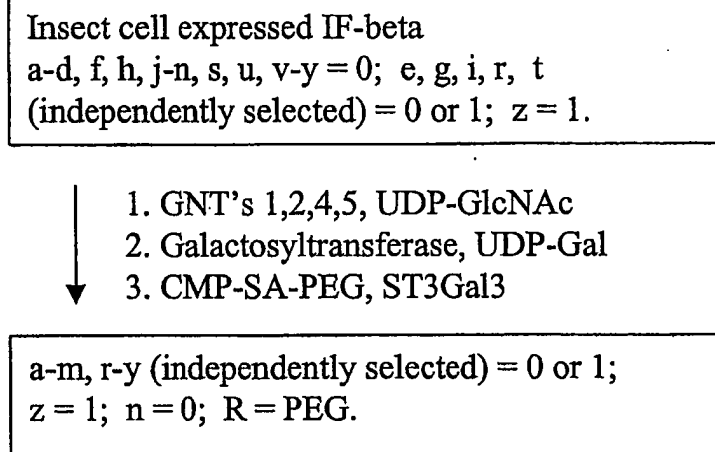 Insect cell expressed IF-beta
a-d, f, h, j-n, s, u, v-y = 0; e, g, i, r, t
(independently selected) = 0 or 1; z = 1.
1. GNT's 1,2,4,5, UDP-GlcNAc
2. Galactosyltransferase, UDP-Gal
3. CMP-SA-PEG, ST3Gal3
a-m, r-y (independently selected) = 0 or 1;
z = 1; n = 0; R = PEG.